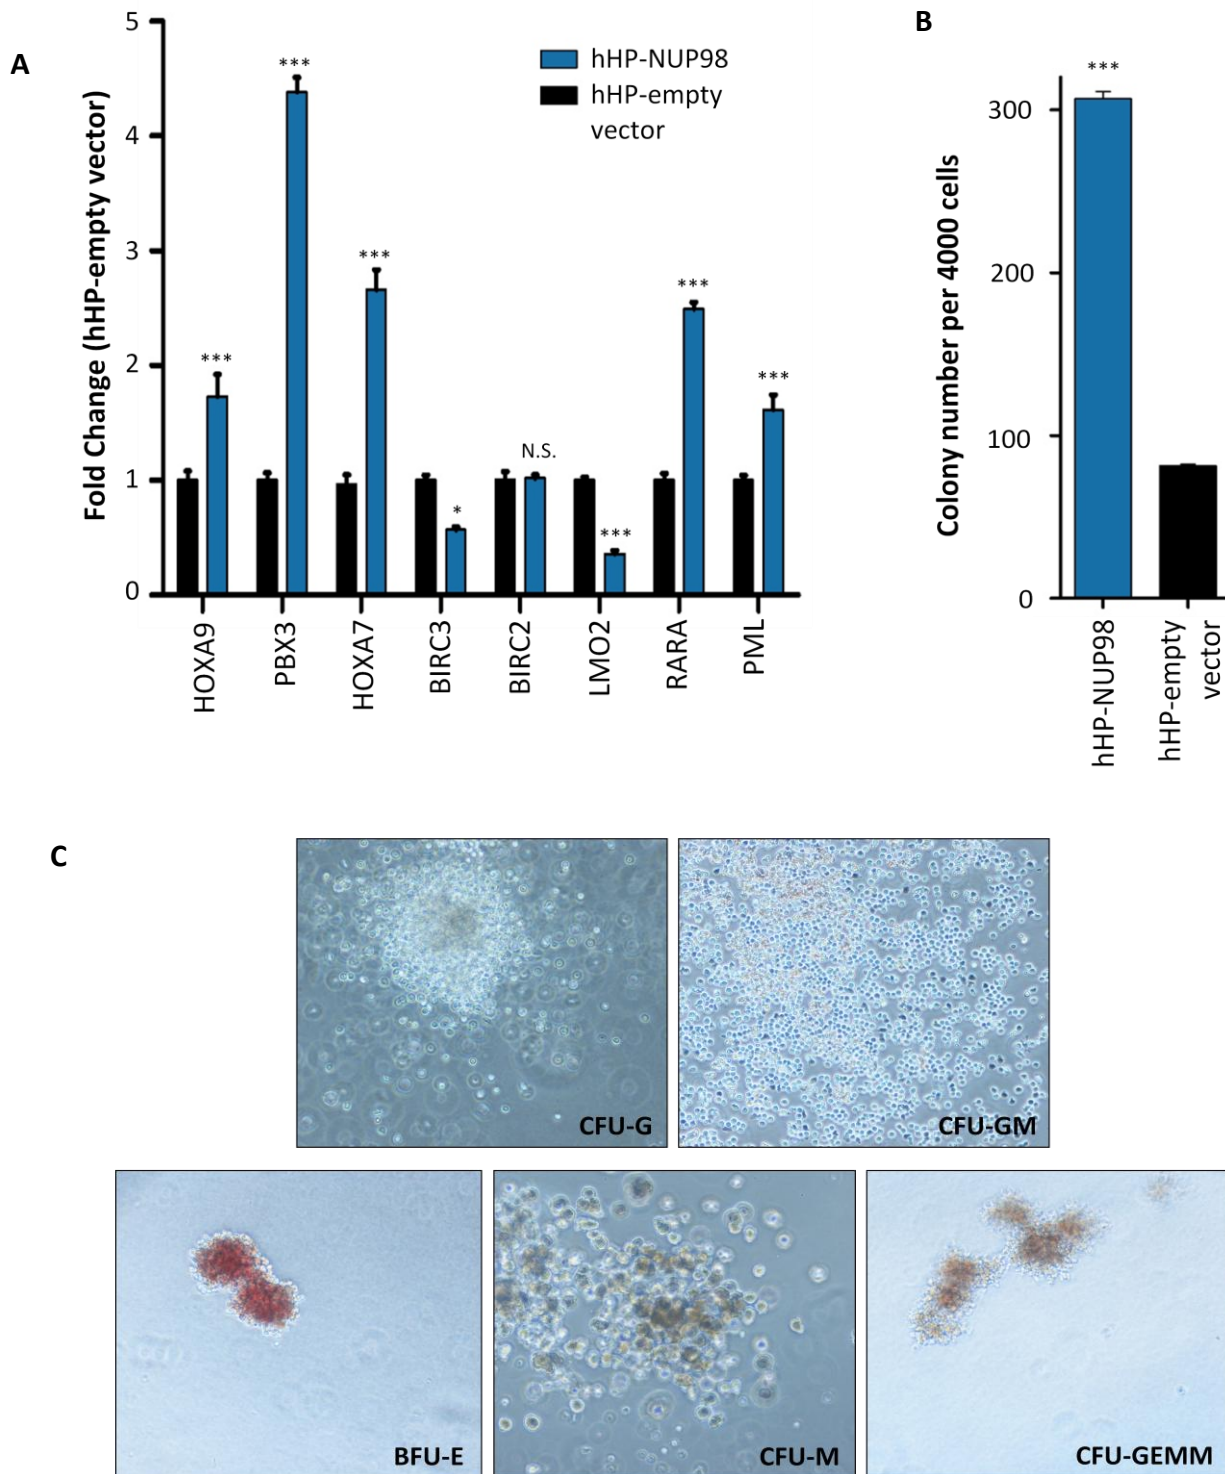 A
B
5
4
3
2
1
0
Fold Change (hHP-empty vector)
hHP-NUP98
hHP-empty
vector
***
***
***
*
N.S.
***
***
***
HOXA9
PBX3
HOXA7
BIRC3
BIRC2
LMO2
RARA
PML
Colony number per 4000 cells
300
200
100
0
***
hHP-NUP98
hHP-empty
vector
C
CFU-G
CFU-GM
BFU-E
CFU-M
CFU-GEMM